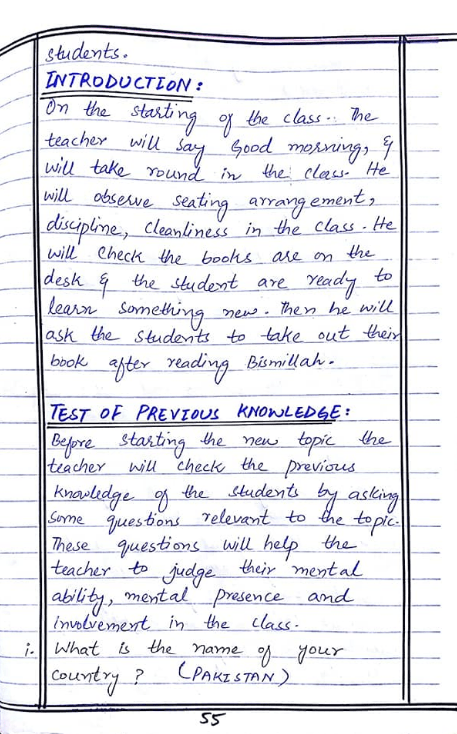 students.
INTRODUCTION:
On the starting of the class.. The
teacher will say Good morning, &
will take round in the class. He
will observe seating arrangement,
discipline, cleanliness in the class. He
will check the books are on the
desk & the student are ready to
learn something new. Then he will
ask the students to take out their
book after reading Bismillah.
TEST OF PREVIOUS KNOWLEDGE:
Before starting the new topic the
teacher will check the previous
knowledge of the students by asking
some questions relevant to the topic.
These questions will help the
teacher to judge their mental
ability, mental presence and
involvement in the class.
i. What is the name of your
country? (PAKISTAN)
55